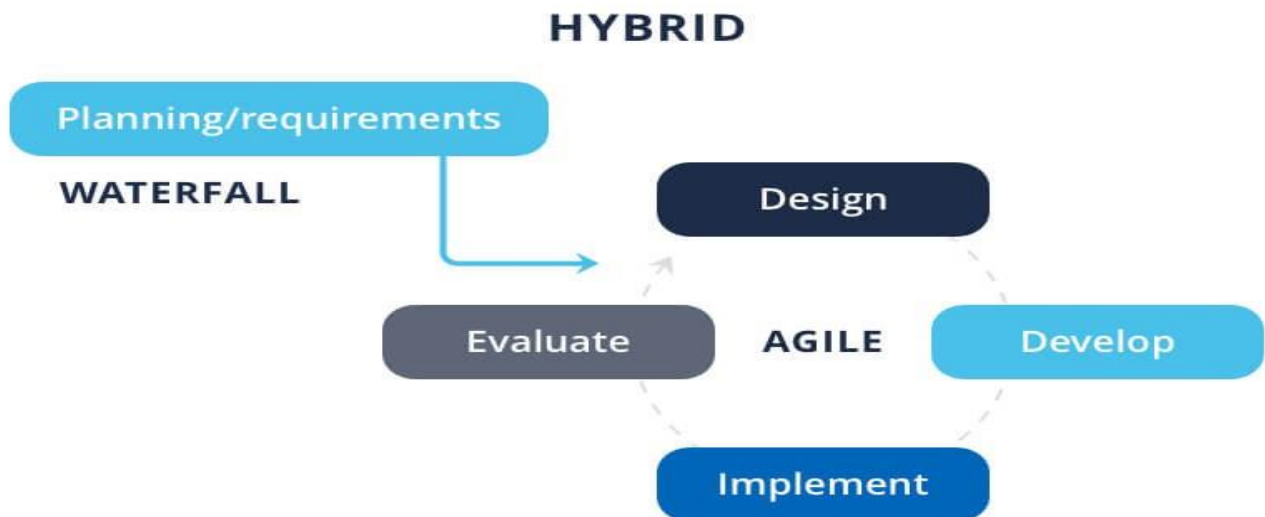 HYBRID
Planning/requirements
WATERFALL
Design
Evaluate
AGILE
Develop
Implement